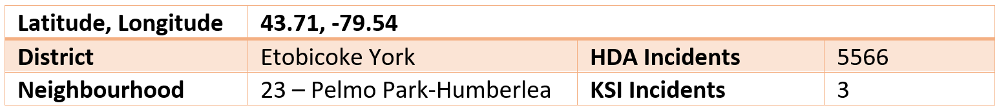 Latitude, Longitude 43.71, -79.54
District Etobicoke York HDA Incidents 5566
Neighbourhood 23 – Pelmo Park-Humberlea KSI Incidents 3